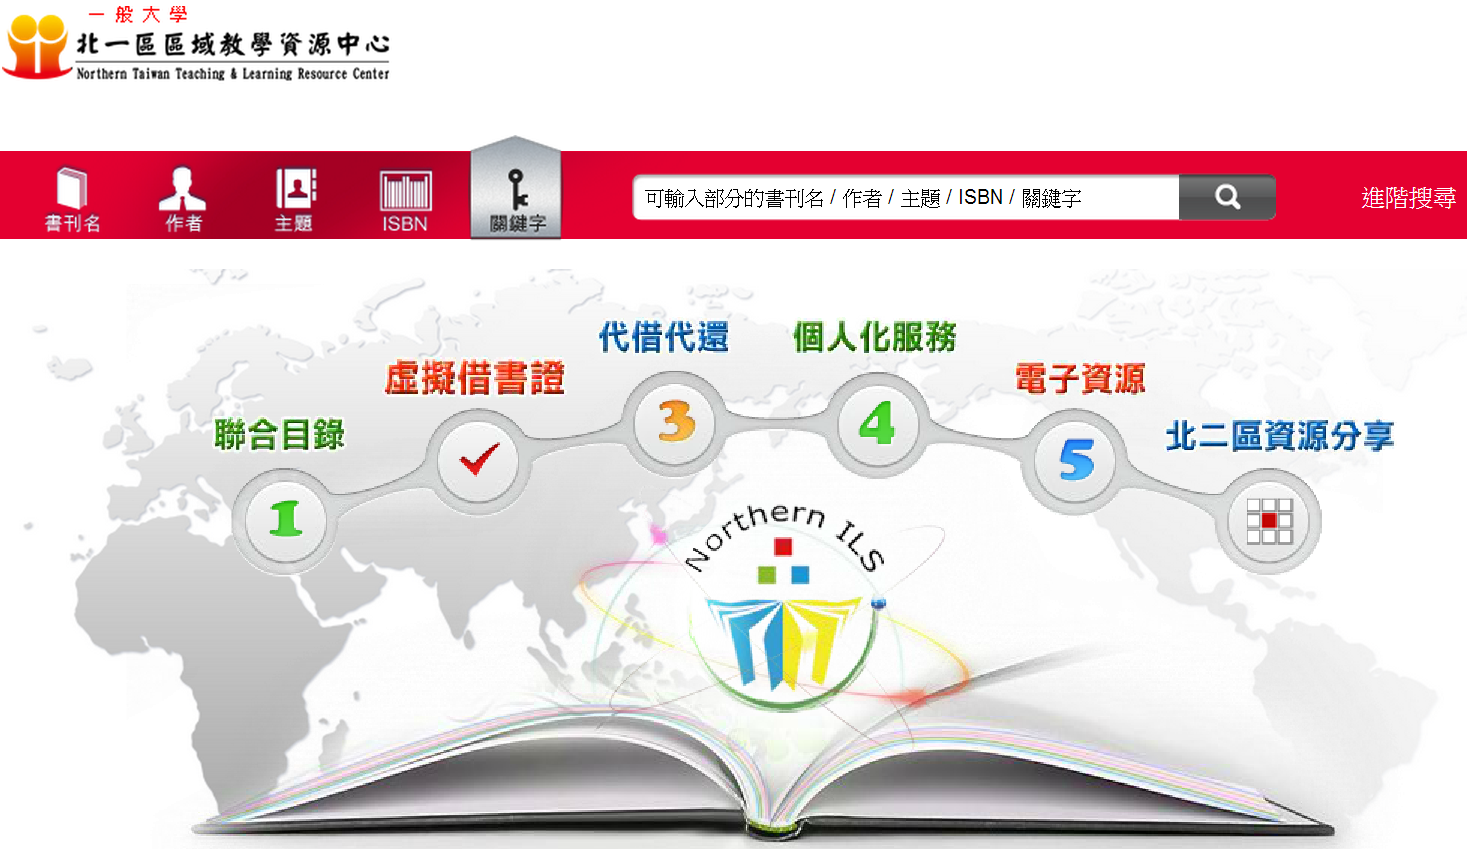 一般大學
北一區區域教學資源中心
Northern Taiwan Teaching & Learning Resource Center
書刊名
作者
主題
ISBN
關鍵字
可輸入部分的書刊名 / 作者 / 主題 / ISBN / 關鍵字
進階搜尋
聯合目錄
1
虛擬借書證
代借代還
3
個人化服務
4
電子資源
5
北二區資源分享
Northern ILS